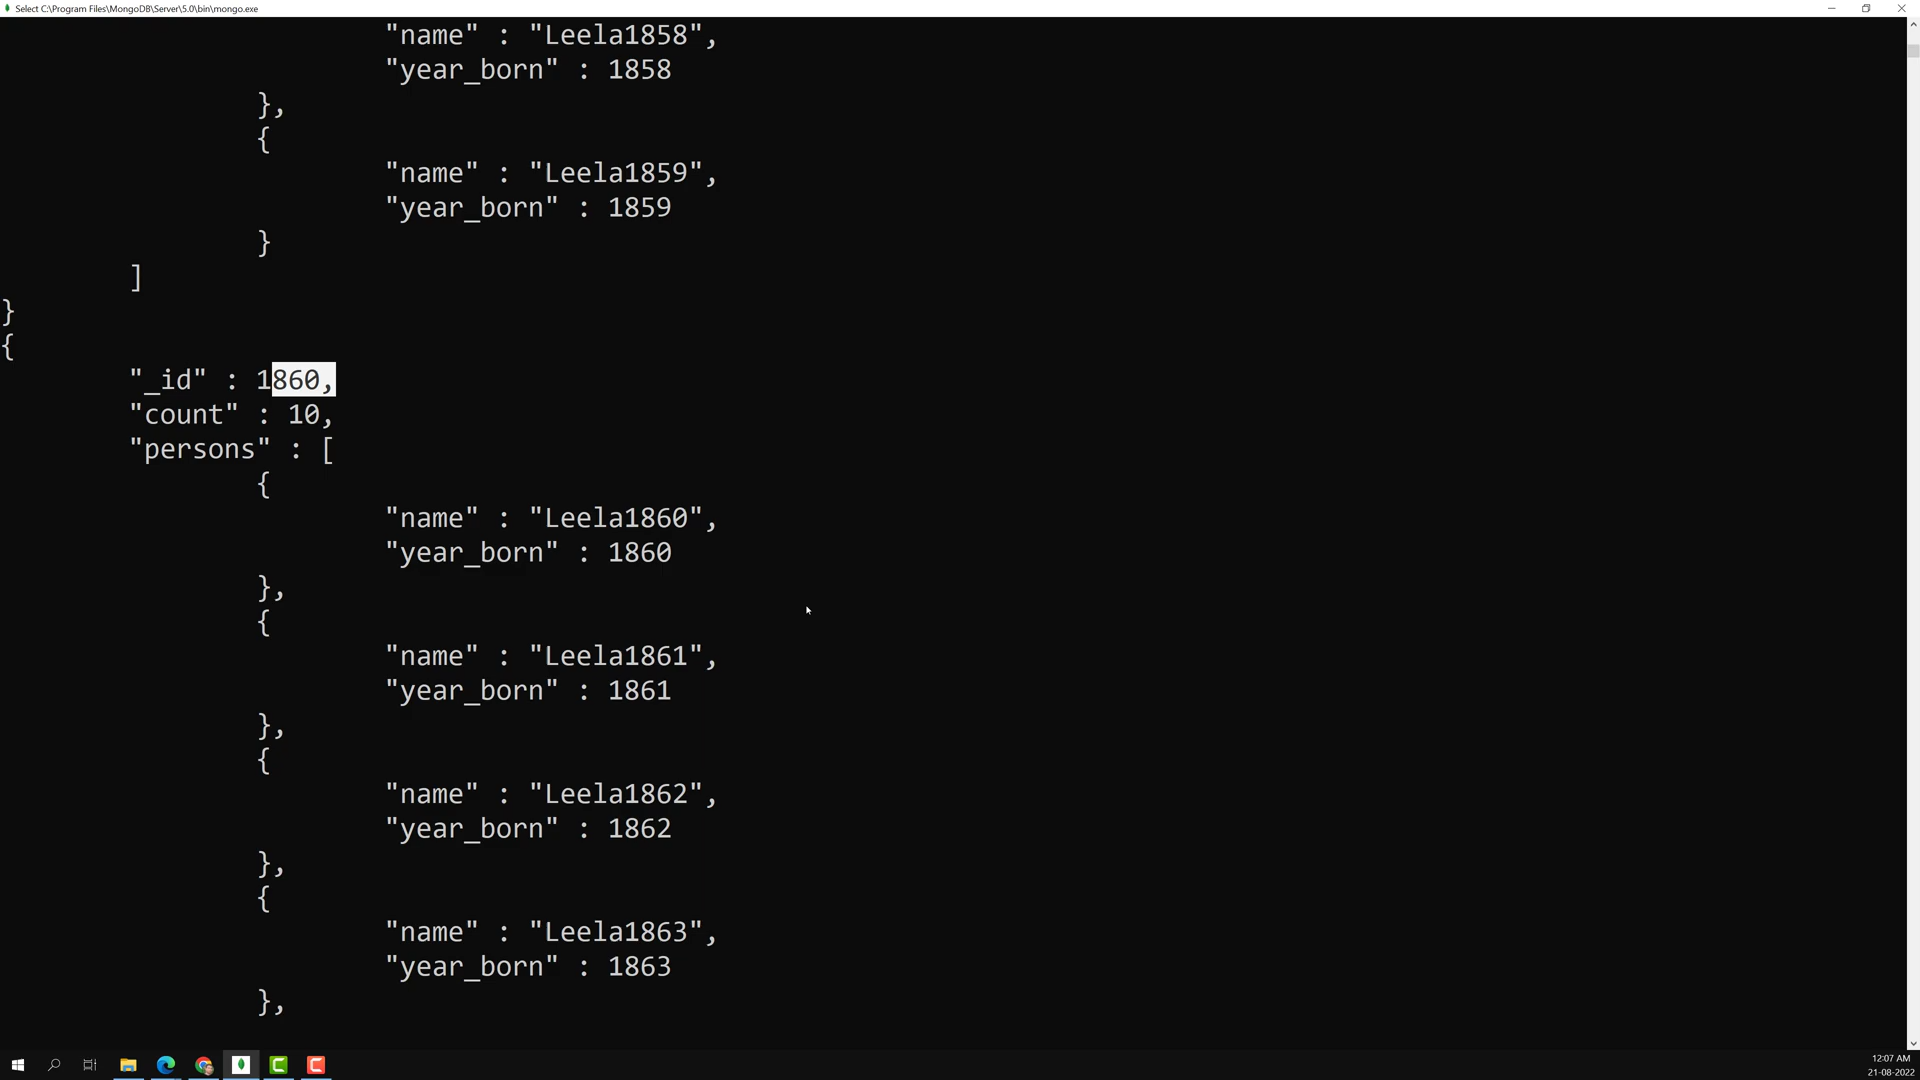 Select C:\Program Files\MongoDB\Server\5.0\bin\mongo.exe
"name" : "Leela1858",
"year_born" : 1858
},
{
"name" : "Leela1859",
"year_born" : 1859
}
]
}
{
"_id" : 1860,
"count" : 10,
"persons" : [
{
"name" : "Leela1860",
"year_born" : 1860
},
{
"name" : "Leela1861",
"year_born" : 1861
},
{
"name" : "Leela1862",
"year_born" : 1862
},
{
"name" : "Leela1863",
"year_born" : 1863
},
12:07 AM
21-08-2022